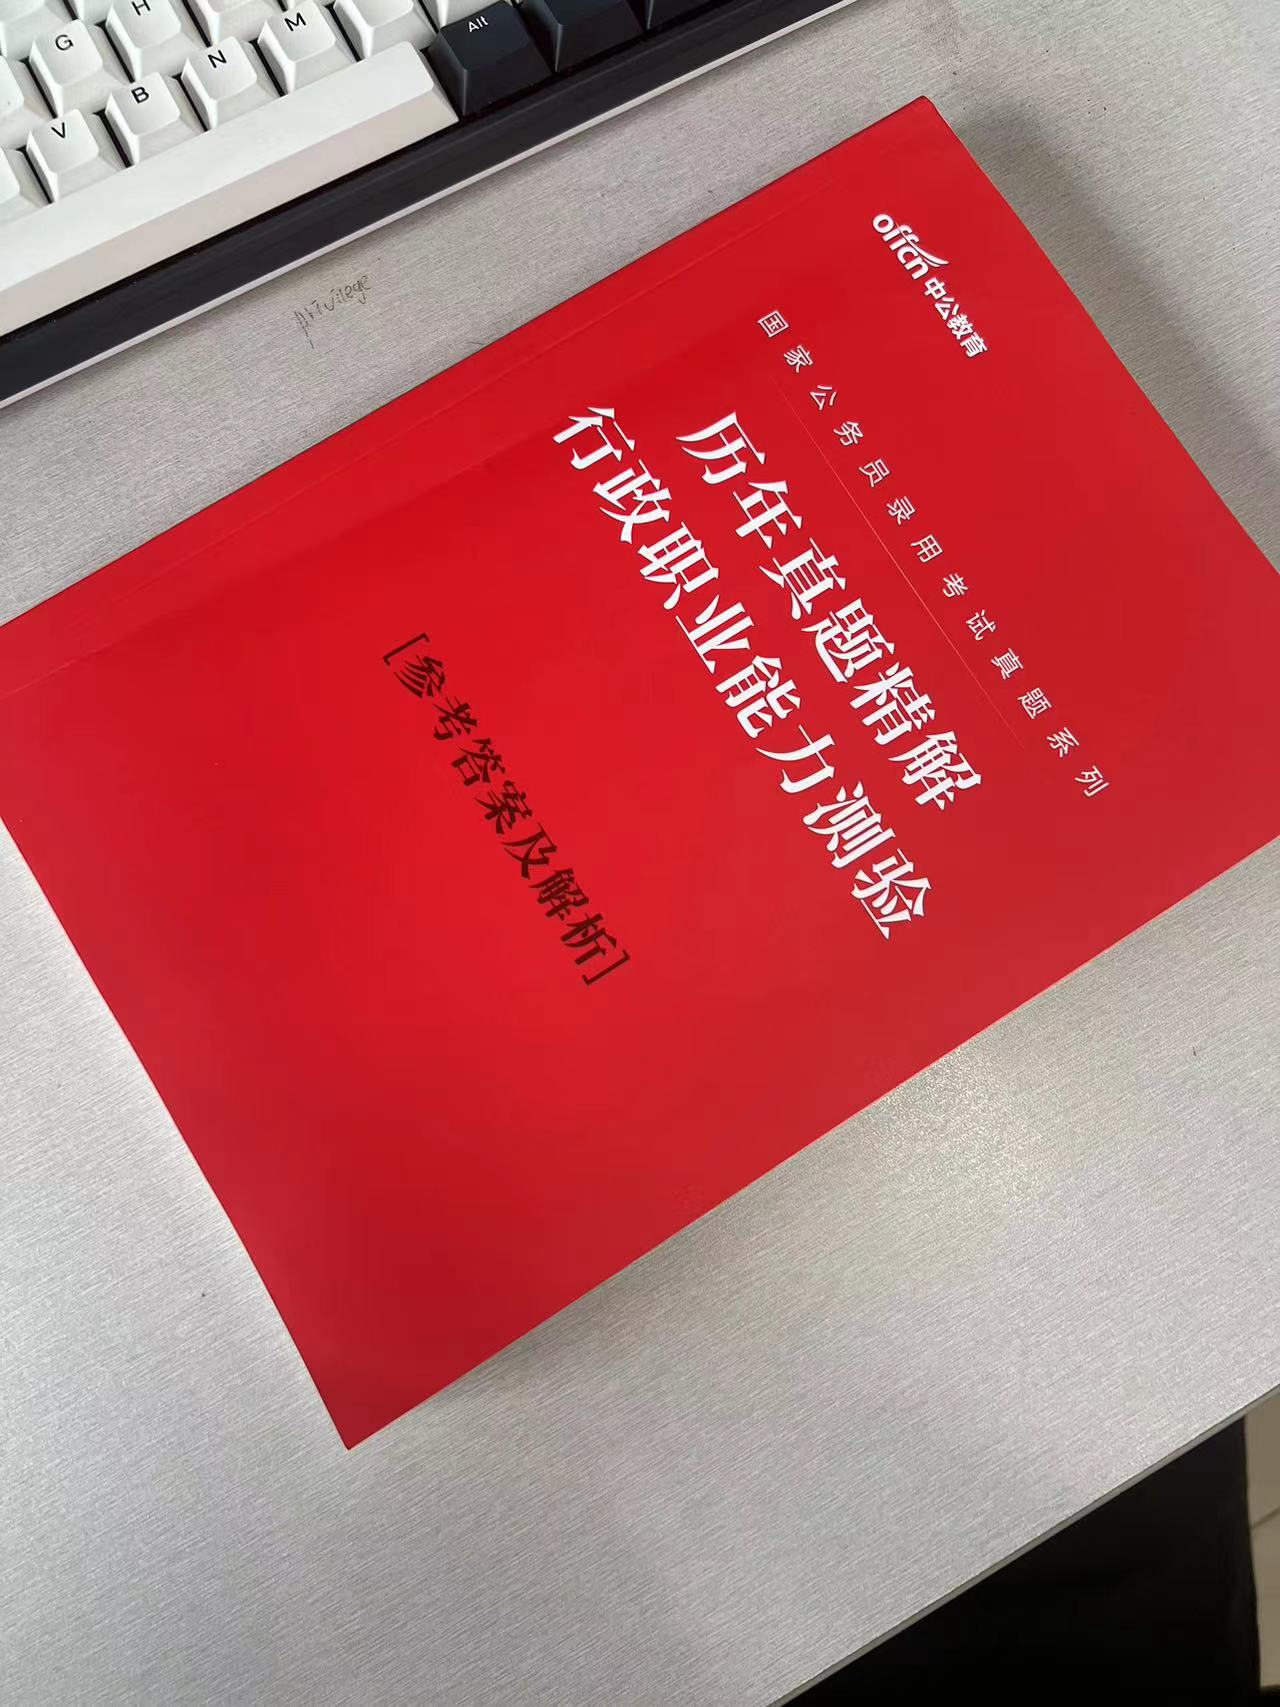 G H N M Alt
V B
privilege
offcn 中公教育
国家公务员录用考试真题系列
历年真题精解
行政职业能力测验
[参考答案及解析]